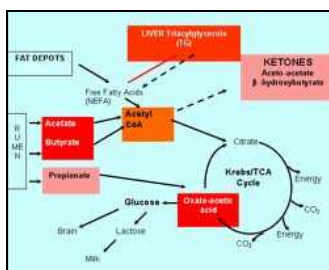 LIVER Triacylglycerols
(TG)
FAT DEPOTS
KETONES
Aceto-acetate
β -hydroxybutyrate
Free Fatty Acids
(NEFA)
Acetyl
CoA
RUMEN
Acetate
Butyrate
Citrate
Propionate
Krebs/TCA
Cycle
Energy
Glucose
Oxalo-acetic
acid
CO₂
Brain
Lactose
CO₂
Energy
Milk